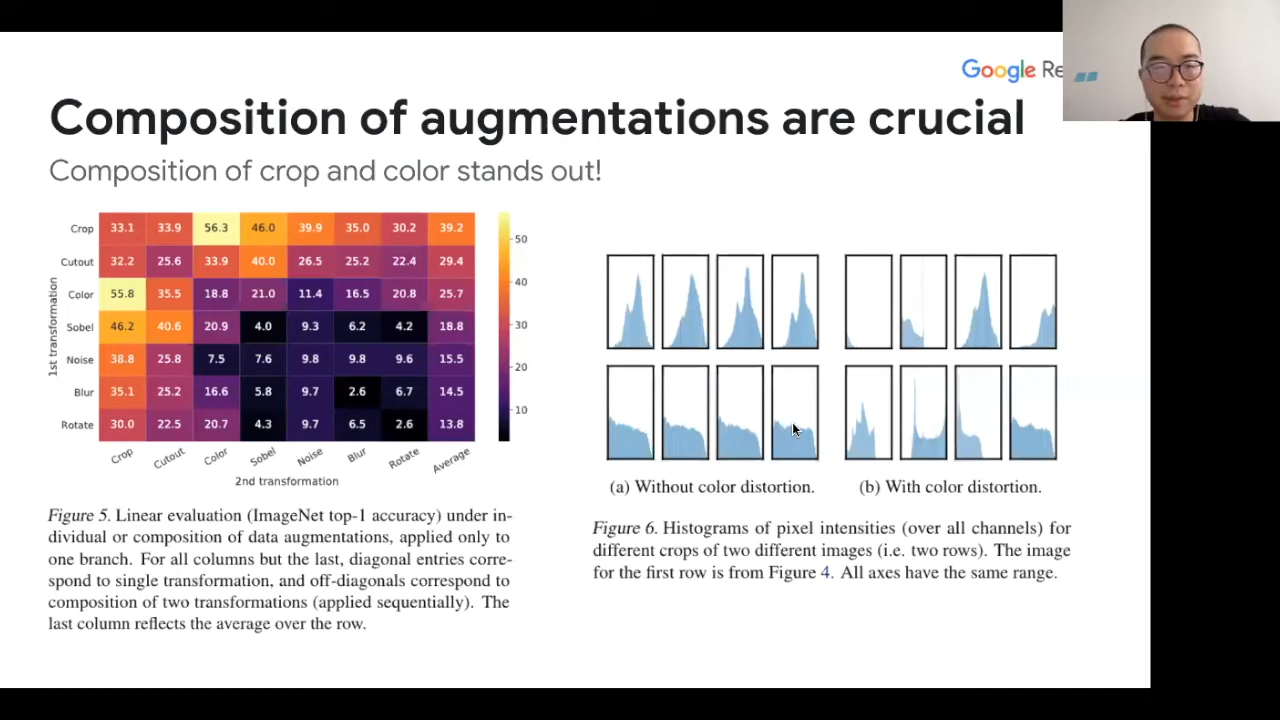 Google Re
Composition of augmentations are crucial
Composition of crop and color stands out!
1st transformation
Crop 33.1 33.9 56.3 46.0 39.9 35.0 30.2 39.2
Cutout 32.2 25.6 33.9 40.0 26.5 25.2 22.4 29.4
Color 55.8 35.5 18.8 21.0 11.4 16.5 20.8 25.7
Sobel 46.2 40.6 20.9 4.0 9.3 6.2 4.2 18.8
Noise 38.8 25.8 7.5 7.6 9.8 9.8 9.6 15.5
Blur 35.1 25.2 16.6 5.8 9.7 2.6 6.7 14.5
Rotate 30.0 22.5 20.7 4.3 9.7 6.5 2.6 13.8
Crop Cutout Color Sobel Noise Blur Rotate Average
2nd transformation
50
40
30
20
10
Figure 5. Linear evaluation (ImageNet top-1 accuracy) under in-
dividual or composition of data augmentations, applied only to
one branch. For all columns but the last, diagonal entries corre-
spond to single transformation, and off-diagonals correspond to
composition of two transformations (applied sequentially). The
last column reflects the average over the row.
(a) Without color distortion.
(b) With color distortion.
Figure 6. Histograms of pixel intensities (over all channels) for
different crops of two different images (i.e. two rows). The image
for the first row is from Figure 4. All axes have the same range.